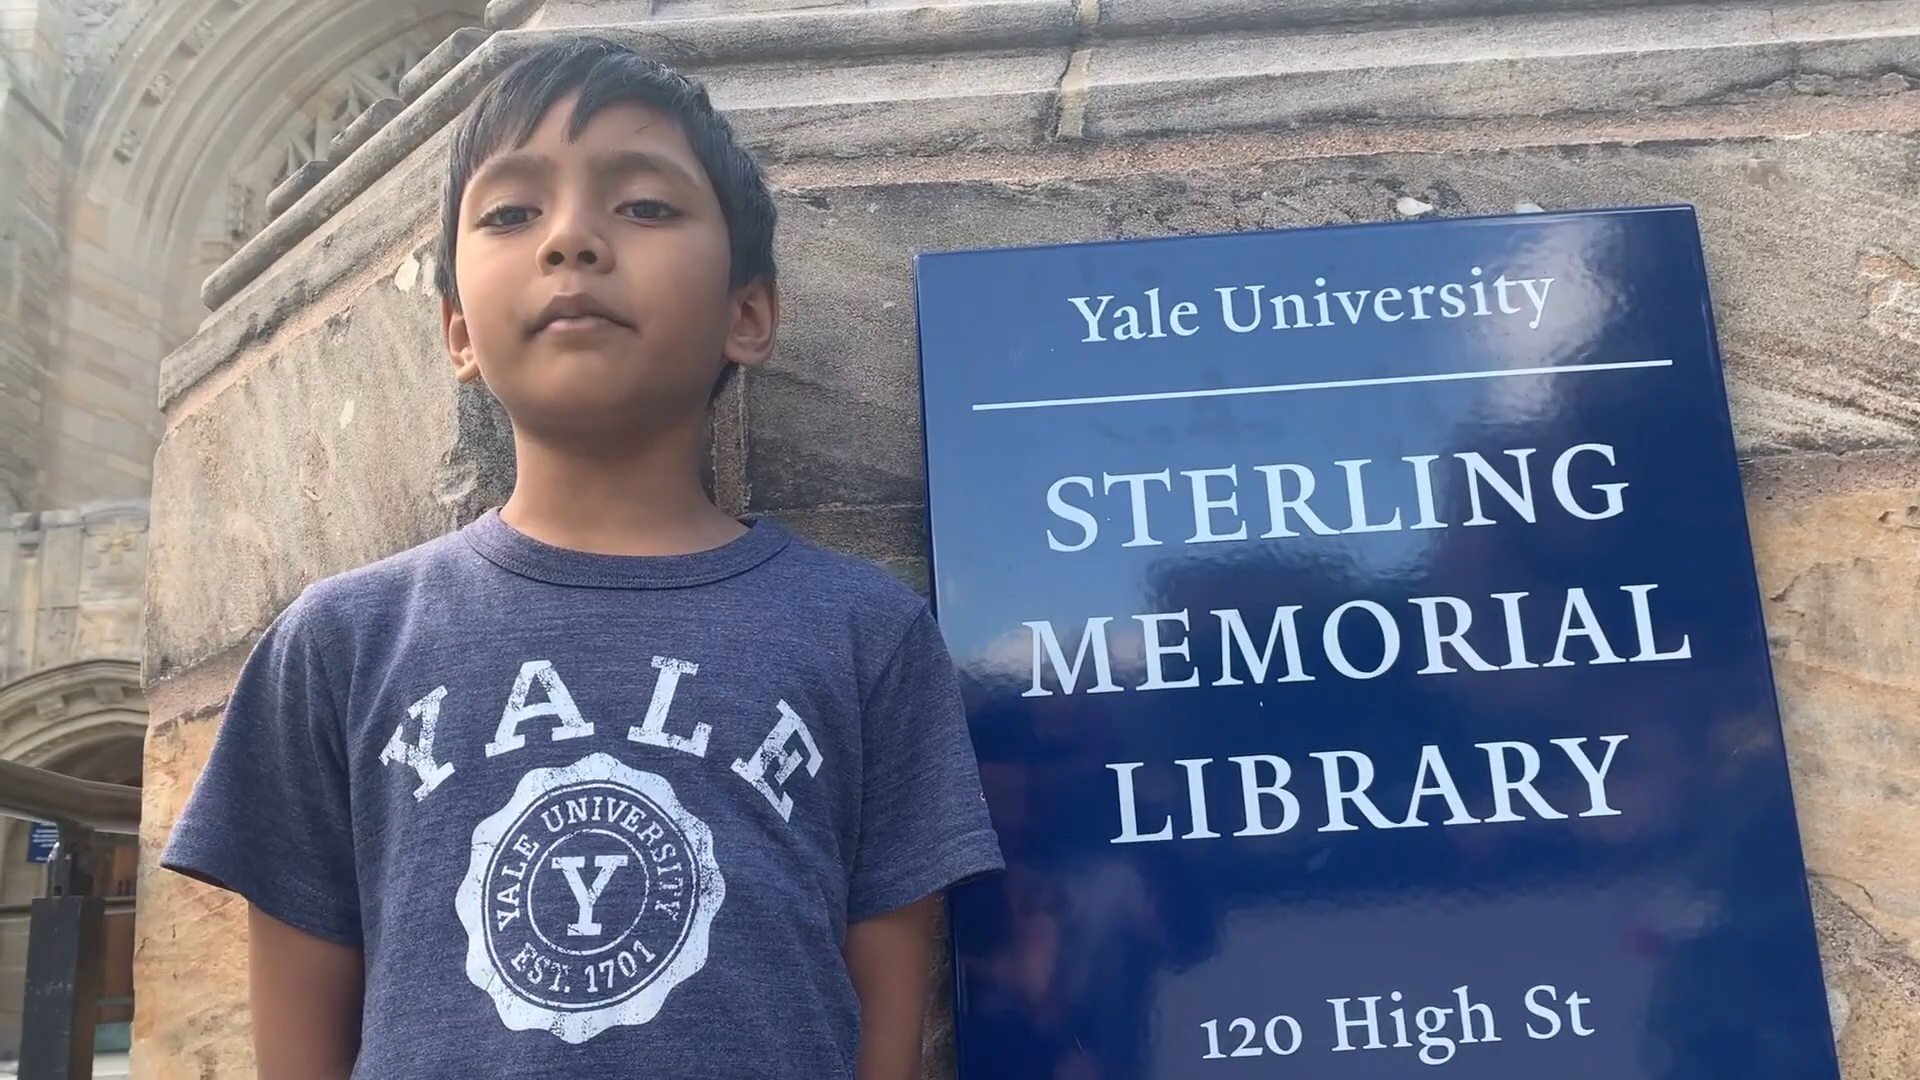 Yale University
STERLING
MEMORIAL
LIBRARY
120 High St
YALE
YALE UNIVERSITY
Y
EST. 1701